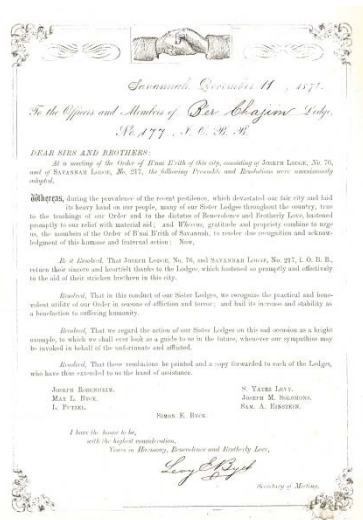 Savannah, December 11, 187
To the Officers and Members of Ber Chajim Lodge,
No. 177, I. O. B. B.
DEAR SIRS AND BROTHERS:
At a meeting of the Order of B'nai B'rith of this city, consisting of JOSEPH LODGE, No. 76,
and of SAVANNAH LODGE, No. 217, the following Preamble and Resolutions were unanimously
adopted.
Whereas, during the prevalence of the recent pestilence, which devastated our fair city and laid
its heavy hand on our people, many of our Sister Lodges throughout the country, true
to the teachings of our Order and to the dictates of Benevolence and Brotherly Love, hastened
promptly to our relief with material aid; and Whereas, gratitude and propriety combine to urge
us, the members of the Order of B'nai B'rith of Savannah, to render due recognition and acknow-
ledgment of this humane and fraternal action; Now,
Be it Resolved, That JOSEPH LODGE, No. 76, and SAVANNAH LODGE, No. 217, I. O. B. B.,
return their sincere and heartfelt thanks to the Lodges, which hastened so promptly and effectively
to the aid of their stricken brethren in this city.
Resolved, That in this conduct of our Sister Lodges, we recognize the practical and bene-
volent utility of our Order in seasons of affliction and terror; and hail its increase and stability as
a benefaction to suffering humanity.
Resolved, That we regard the action of our Sister Lodges on this sad occasion as a bright
example, to which we shall ever look as a guide to us in the future, whenever our sympathies may
be invoked in behalf of the unfortunate and afflicted.
Resolved, That these resolutions be printed and a copy forwarded to each of the Lodges,
who have thus extended to us the hand of assistance.
JOSEPH ROSENHEIM. S. YATES LEVY.
MAX L. BYCK. JOSEPH M. SOLOMONS.
L. PUTZEL. SAM. A. EINSTEIN.
SIMON E. BYCK.
I have the honor to be,
with the highest consideration,
Yours in Harmony, Benevolence and Brotherly Love,
Levy E Byck
Secretary of Meeting.